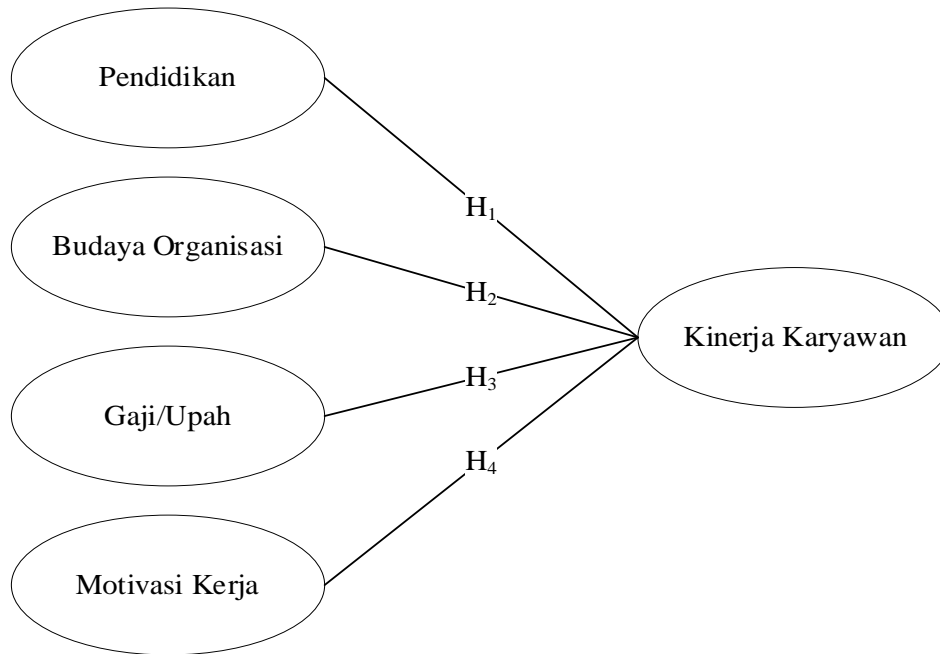 Pendidikan
H₁
Budaya Organisasi
H₂
Kinerja Karyawan
H₃
Gaji/Upah
H₄
Motivasi Kerja